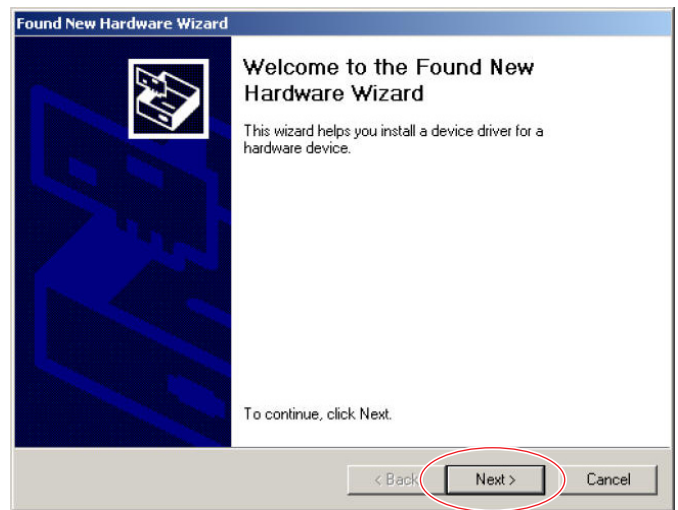 Found New Hardware Wizard
Welcome to the Found New
Hardware Wizard
This wizard helps you install a device driver for a
hardware device.
To continue, click Next.
< Back Next > Cancel